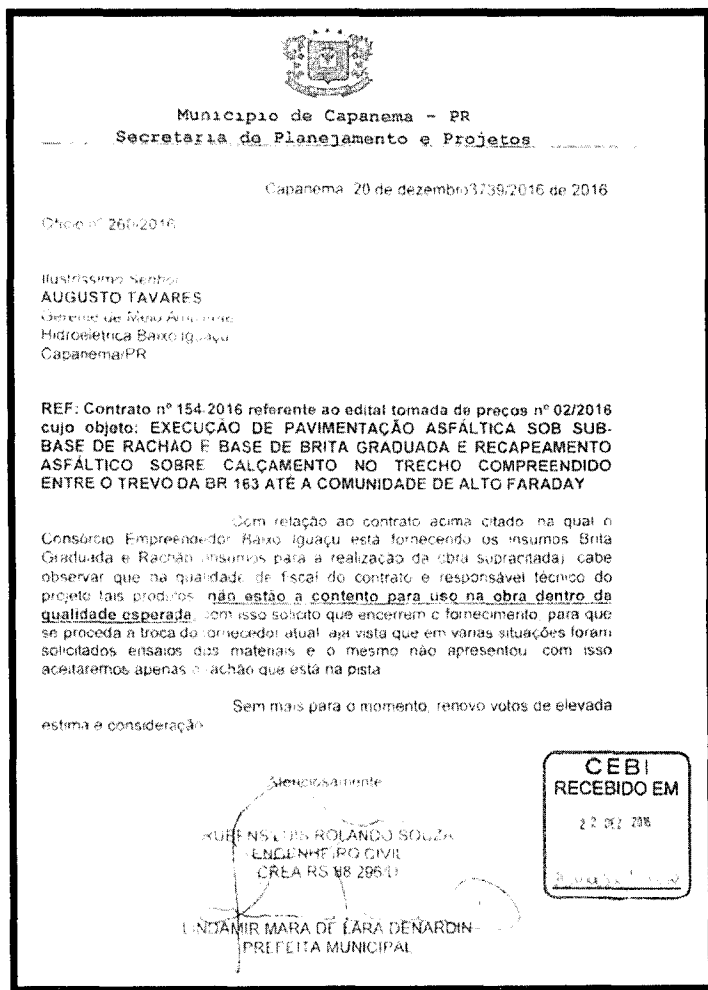 Município de Capanema - PR
Secretaria de Planejamento e Projetos
Capanema, 20 de dezembro3739/2016 de 2016
Ofício nº 260/2016
Ilustríssimo Senhor
AUGUSTO TAVARES
Gerente de Meio Ambiente
Hidroelétrica Baixo Iguaçu
Capanema/PR
REF: Contrato nº 154-2016 referente ao edital tomada de preços nº 02/2016
cujo objeto: EXECUÇÃO DE PAVIMENTAÇÃO ASFÁLTICA SOB SUB-
BASE DE RACHÃO E BASE DE BRITA GRADUADA E RECAPEAMENTO
ASFÁLTICO SOBRE CALÇAMENTO NO TRECHO COMPREENDIDO
ENTRE O TREVO DA BR 163 ATÉ A COMUNIDADE DE ALTO FARADAY
Com relação ao contrato acima citado, na qual o
Consórcio Empreendedor Baixo Iguaçu está fornecendo os insumos Brita
Graduada e Rachão (insumos para a realização da obra supracitada), cabe
observar que na qualidade de fiscal do contrato e responsável técnico do
projeto tais produtos não estão a contento para uso na obra dentro da
qualidade esperada, com isso solicito que encerrem o fornecimento, para que
se proceda a troca do fornecedor atual, aja vista que em várias situações foram
solicitados ensaios dos materiais e o mesmo não apresentou, com isso
aceitaremos apenas o rachão que está na pista
Sem mais para o momento, renovo votos de elevada
estima e consideração
Atenciosamente
RUBENS LUIS ROLANDO SOUZA
ENGENHEIRO CIVIL
CREA RS 88
LINDAMIR MARA DE LARA DENARDIN
PREFEITA MUNICIPAL
CEBI
RECEBIDO EM
22 DEZ 2016